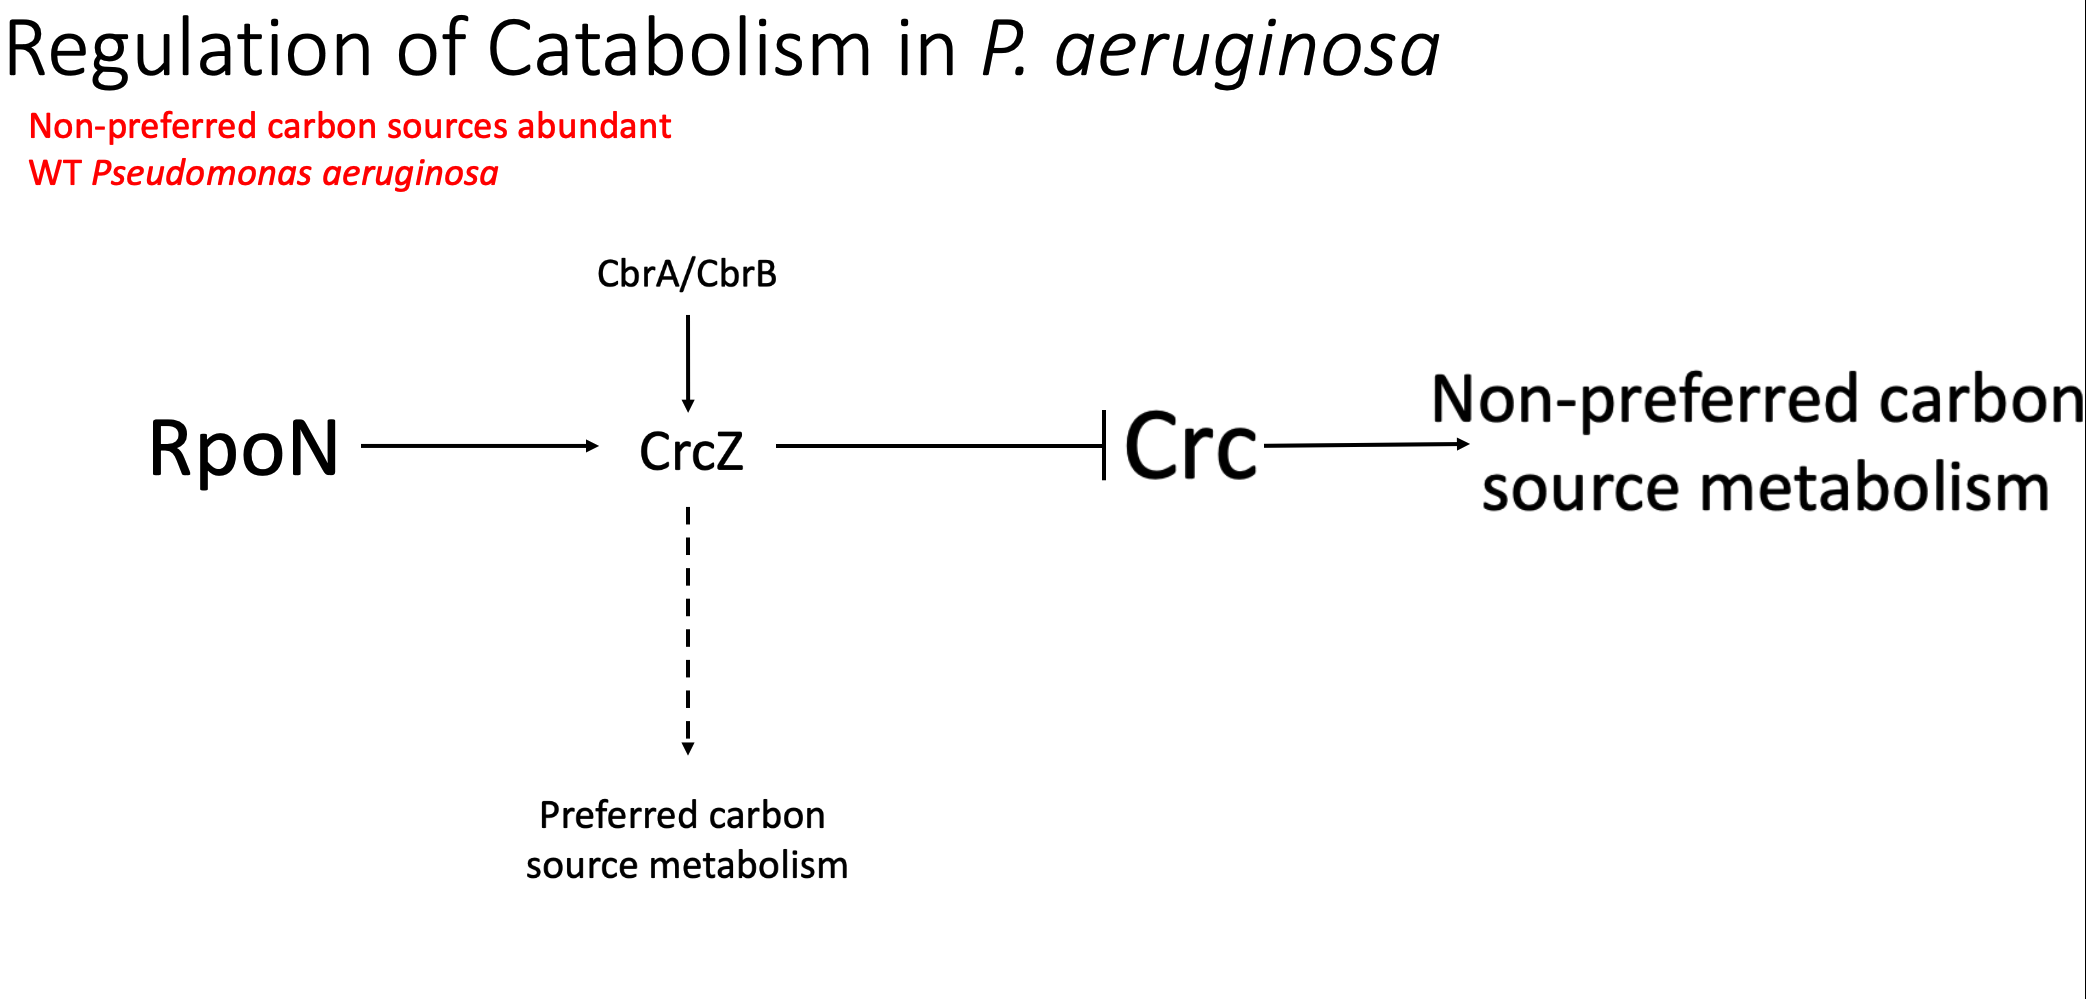 Regulation of Catabolism in P. aeruginosa
Non-preferred carbon sources abundant
WT Pseudomonas aeruginosa
CbrA/CbrB
RpoN
CrcZ
Crc
Non-preferred carbon
source metabolism
Preferred carbon
source metabolism